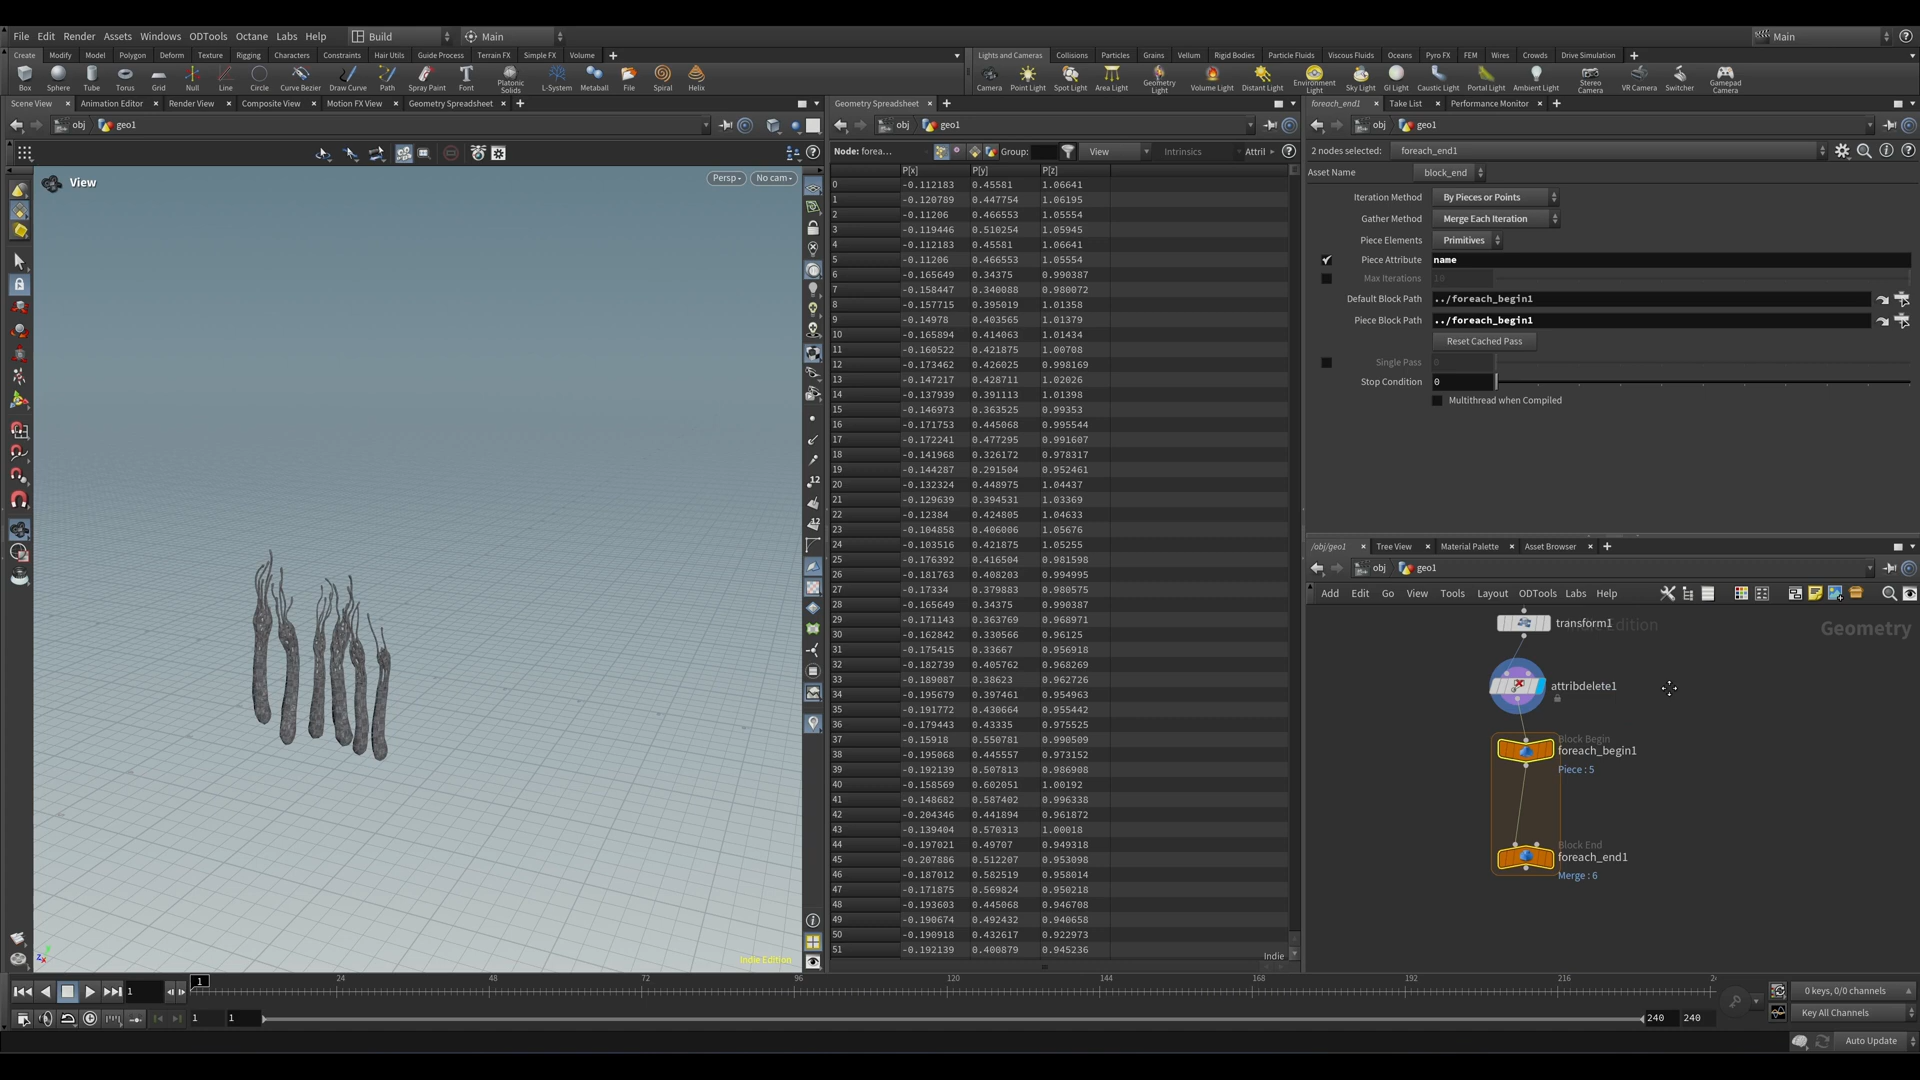 File Edit Render Assets Windows ODTools Octane Labs Help Build Main Main
Create Modify Model Polygon Deform Texture Rigging Characters Constraints Hair Utils Guide Process Terrain FX Simple FX Volume
Lights and Cameras Collisions Particles Grains Vellum Rigid Bodies Particle Fluids Viscous Fluids Oceans Pyro FX FEM Wires Crowds Drive Simulation
Box Sphere Tube Torus Grid Null Line Circle Curve Bezier Draw Curve Path Spray Paint Font Platonic Solids L-System Metaball File Spiral Helix
Camera Point Light Spot Light Area Light Geometry Light Volume Light Distant Light Environment Light Sky Light GI Light Caustic Light Portal Light Ambient Light Stereo Camera VR Camera Switcher Gamepad Camera
Scene View Animation Editor Render View Composite View Motion FX View Geometry Spreadsheet
Geometry Spreadsheet
foreach_end1 Take List Performance Monitor
obj geo1
obj geo1
obj geo1
View
Persp No cam
Indie Edition
Node: forea... Group: View Intrinsics Attril
P[x] P[y] P[z]
0 -0.112183 0.45581 1.06641
1 -0.120789 0.447754 1.06195
2 -0.11206 0.466553 1.05554
3 -0.119446 0.510254 1.05945
4 -0.112183 0.45581 1.06641
5 -0.11206 0.466553 1.05554
6 -0.165649 0.34375 0.990387
7 -0.158447 0.340088 0.980072
8 -0.157715 0.395019 1.01358
9 -0.14978 0.403565 1.01379
10 -0.165894 0.414063 1.01434
11 -0.160522 0.421875 1.00708
12 -0.173462 0.426025 0.998169
13 -0.147217 0.428711 1.02026
14 -0.137939 0.391113 1.01398
15 -0.146973 0.363525 0.99353
16 -0.171753 0.445068 0.995544
17 -0.172241 0.477295 0.991607
18 -0.141968 0.326172 0.978317
19 -0.144287 0.291504 0.952461
20 -0.132324 0.448975 1.04437
21 -0.129639 0.394531 1.03369
22 -0.12384 0.424805 1.04633
23 -0.104858 0.406006 1.05676
24 -0.103516 0.421875 1.05255
25 -0.176392 0.416504 0.981598
26 -0.181763 0.408203 0.994995
27 -0.17334 0.379883 0.980575
28 -0.165649 0.34375 0.990387
29 -0.171143 0.363769 0.968971
30 -0.162842 0.330566 0.96125
31 -0.175415 0.33667 0.956918
32 -0.182739 0.405762 0.968269
33 -0.189087 0.38623 0.962726
34 -0.195679 0.397461 0.954963
35 -0.191772 0.430664 0.955442
36 -0.179443 0.43335 0.975525
37 -0.15918 0.550781 0.990509
38 -0.195068 0.445557 0.973152
39 -0.192139 0.507813 0.986908
40 -0.158569 0.602051 1.00192
41 -0.148682 0.587402 0.996338
42 -0.204346 0.441894 0.961872
43 -0.139404 0.570313 1.00018
44 -0.197021 0.49707 0.949318
45 -0.207886 0.512207 0.953098
46 -0.187012 0.582519 0.958014
47 -0.171875 0.569824 0.950218
48 -0.193603 0.445068 0.946708
49 -0.190674 0.492432 0.940658
50 -0.190918 0.432617 0.922973
51 -0.192139 0.400879 0.945236
Indie
2 nodes selected: foreach_end1
Asset Name block_end
Iteration Method By Pieces or Points
Gather Method Merge Each Iteration
Piece Elements Primitives
Piece Attribute name
Max Iterations 10
Default Block Path ../foreach_begin1
Piece Block Path ../foreach_begin1
Reset Cached Pass
Single Pass 0
Stop Condition 0
Multithread when Compiled
/obj/geo1 Tree View Material Palette Asset Browser
obj geo1
Add Edit Go View Tools Layout ODTools Labs Help
transform1
Edition
Geometry
attribdelete1
Block Begin
foreach_begin1
Piece : 5
Block End
foreach_end1
Merge : 6
1 24 48 72 96 120 144 168 192 216
1
1 1 240 240
0 keys, 0/0 channels
Key All Channels
Auto Update